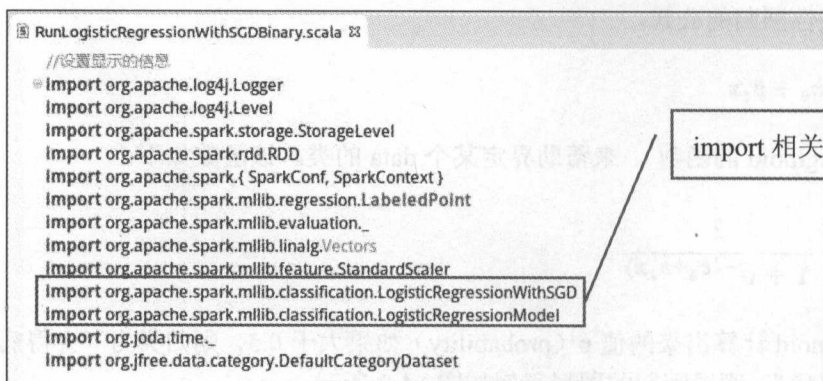 RunLogisticRegressionWithSGDBinary.scala
//设置显示的信息
Import org.apache.log4j.Logger
Import org.apache.log4j.Level
Import org.apache.spark.storage.StorageLevel
Import org.apache.spark.rdd.RDD
Import org.apache.spark.{ SparkConf, SparkContext }
Import org.apache.spark.mllib.regression.LabeledPoint
Import org.apache.spark.mllib.evaluation._
Import org.apache.spark.mllib.linalg.Vectors
Import org.apache.spark.mllib.feature.StandardScaler
Import org.apache.spark.mllib.classification.LogisticRegressionWithSGD
Import org.apache.spark.mllib.classification.LogisticRegressionModel
Import org.joda.time._
Import org.jfree.data.category.DefaultCategoryDataset
import 相关